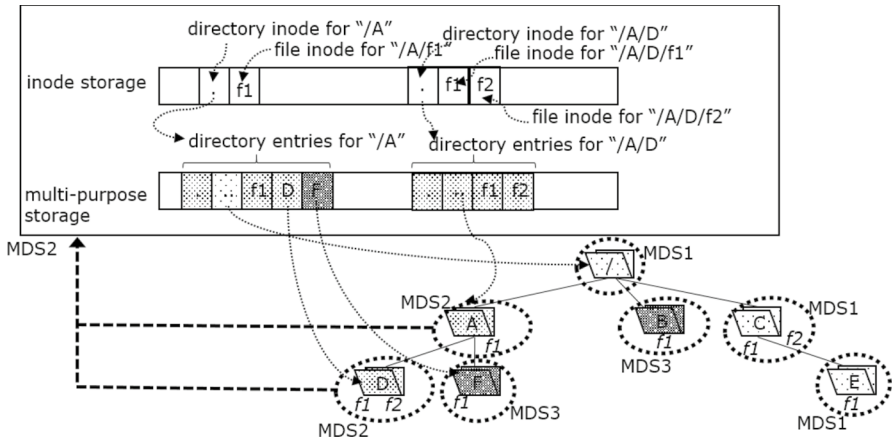 directory inode for “/A”
directory inode for “/A/D”
file inode for “/A/f1”
file inode for “/A/D/f1”
inode storage
. f1 . f1 f2
file inode for “/A/D/f2”
directory entries for “/A”
directory entries for “/A/D”
multi-purpose storage
. .. f1 D F . .. f1 f2
MDS2
/
MDS1
MDS2
A
f1
B
f1
MDS3
C
f1 f2
MDS1
D
f1 f2
MDS2
F
f1
MDS3
E
f1
MDS1